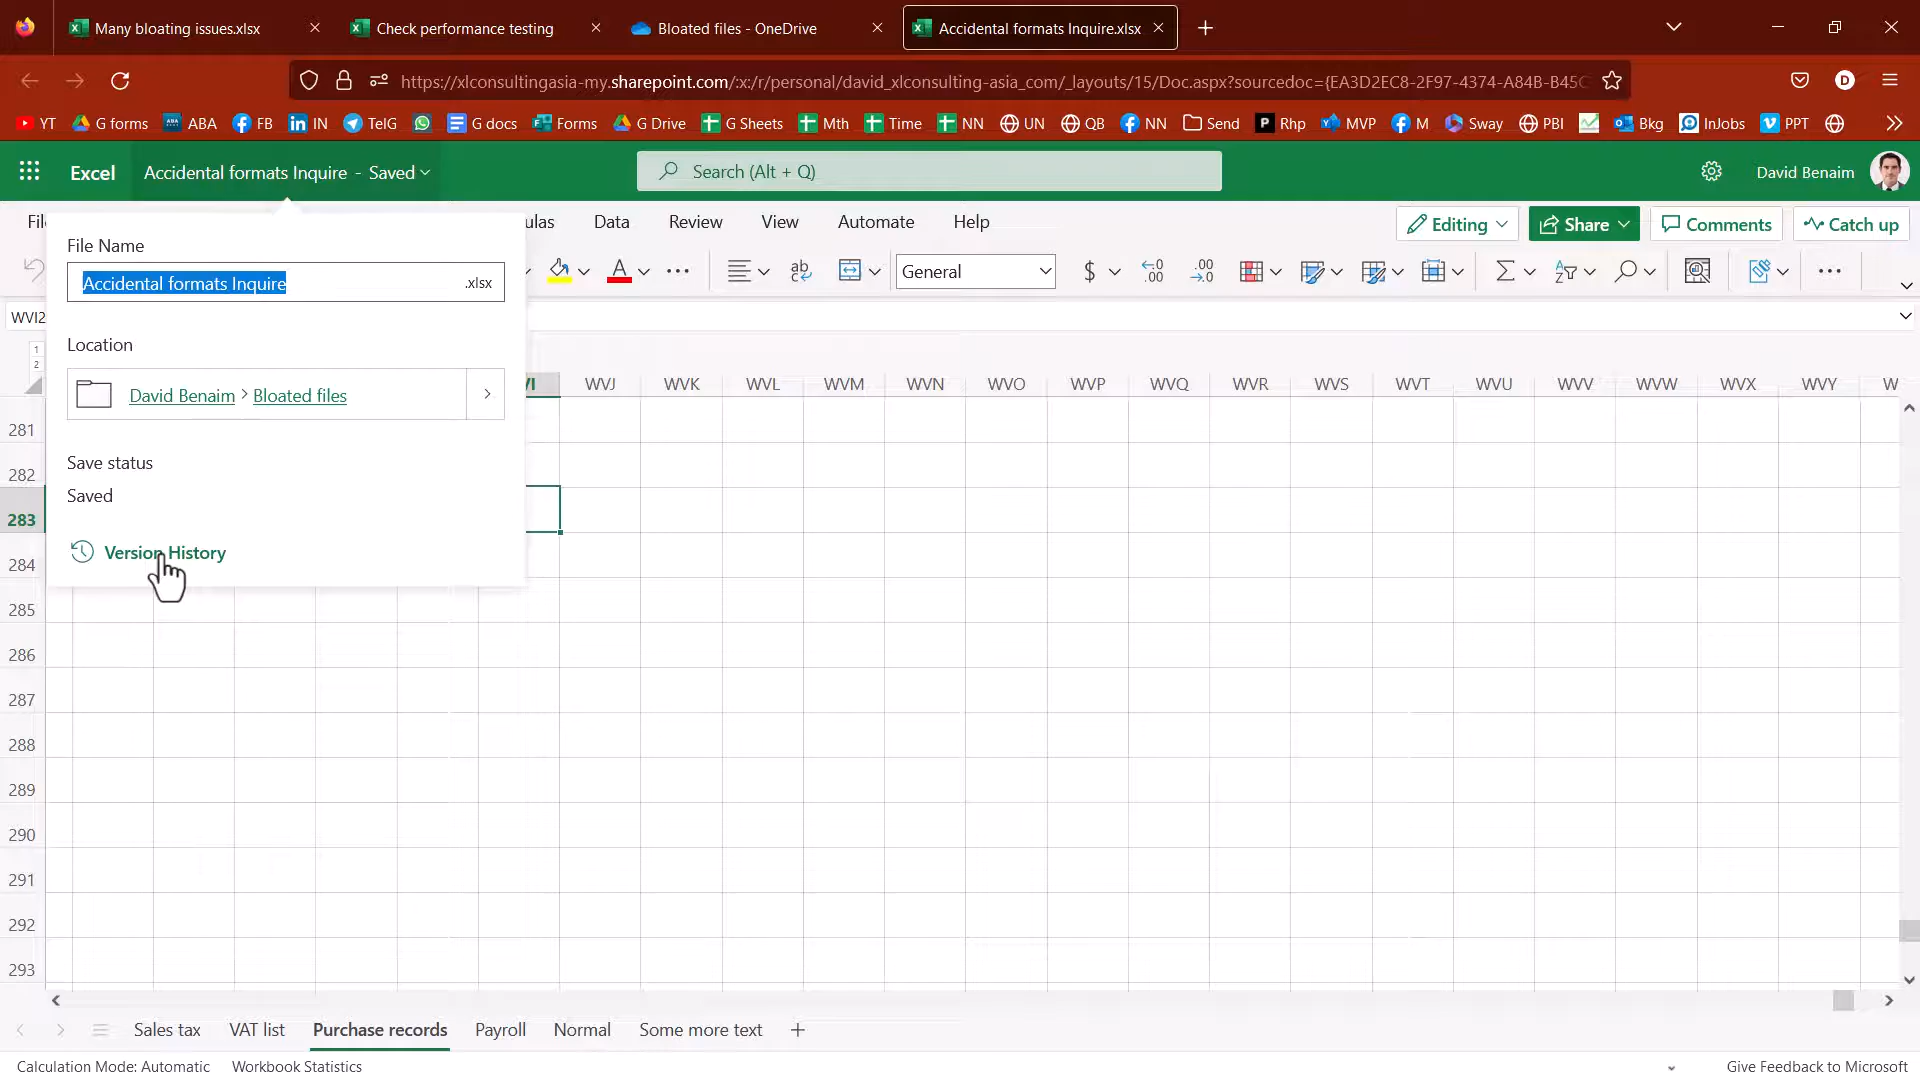 Many bloating issues.xlsx
Check performance testing
Bloated files - OneDrive
Accidental formats Inquire.xlsx
https://xlconsultingasia-my.sharepoint.com/:x:/r/personal/david_xlconsulting-asia_com/_layouts/15/Doc.aspx?sourcedoc={EA3D2EC8-2F97-4374-A84B-B45C
D
YT G forms ABA FB IN TelG G docs Forms G Drive G Sheets Mth Time NN UN QB NN Send Rhp MVP M Sway PBI Bkg InJobs PPT
Excel Accidental formats Inquire - Saved Search (Alt + Q) David Benaim
Data Review View Automate Help Editing Share Comments Catch up
File Name
Accidental formats Inquire .xlsx
General
Location
David Benaim > Bloated files
Save status
Saved
Version History
WVJ WVK WVL WVM WVN WVO WVP WVQ WVR WVS WVT WVU WVV WVW WVX WVY W
281
282
283
284
285
286
287
288
289
290
291
292
293
Sales tax VAT list Purchase records Payroll Normal Some more text
Calculation Mode: Automatic Workbook Statistics Give Feedback to Microsoft